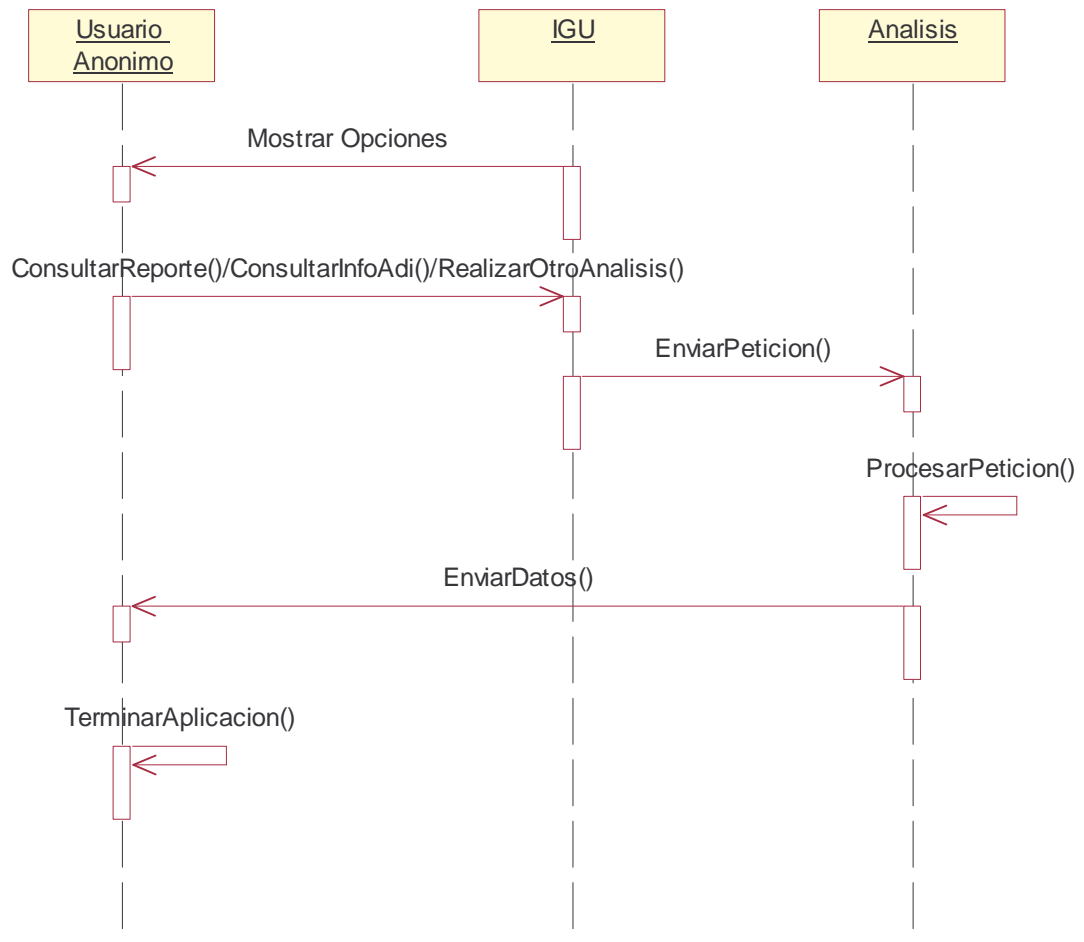 Usuario
Anonimo
IGU
Analisis
Mostrar Opciones
ConsultarReporte()/ConsultarInfoAdi()/RealizarOtroAnalisis()
EnviarPeticion()
ProcesarPeticion()
EnviarDatos()
TerminarAplicacion()